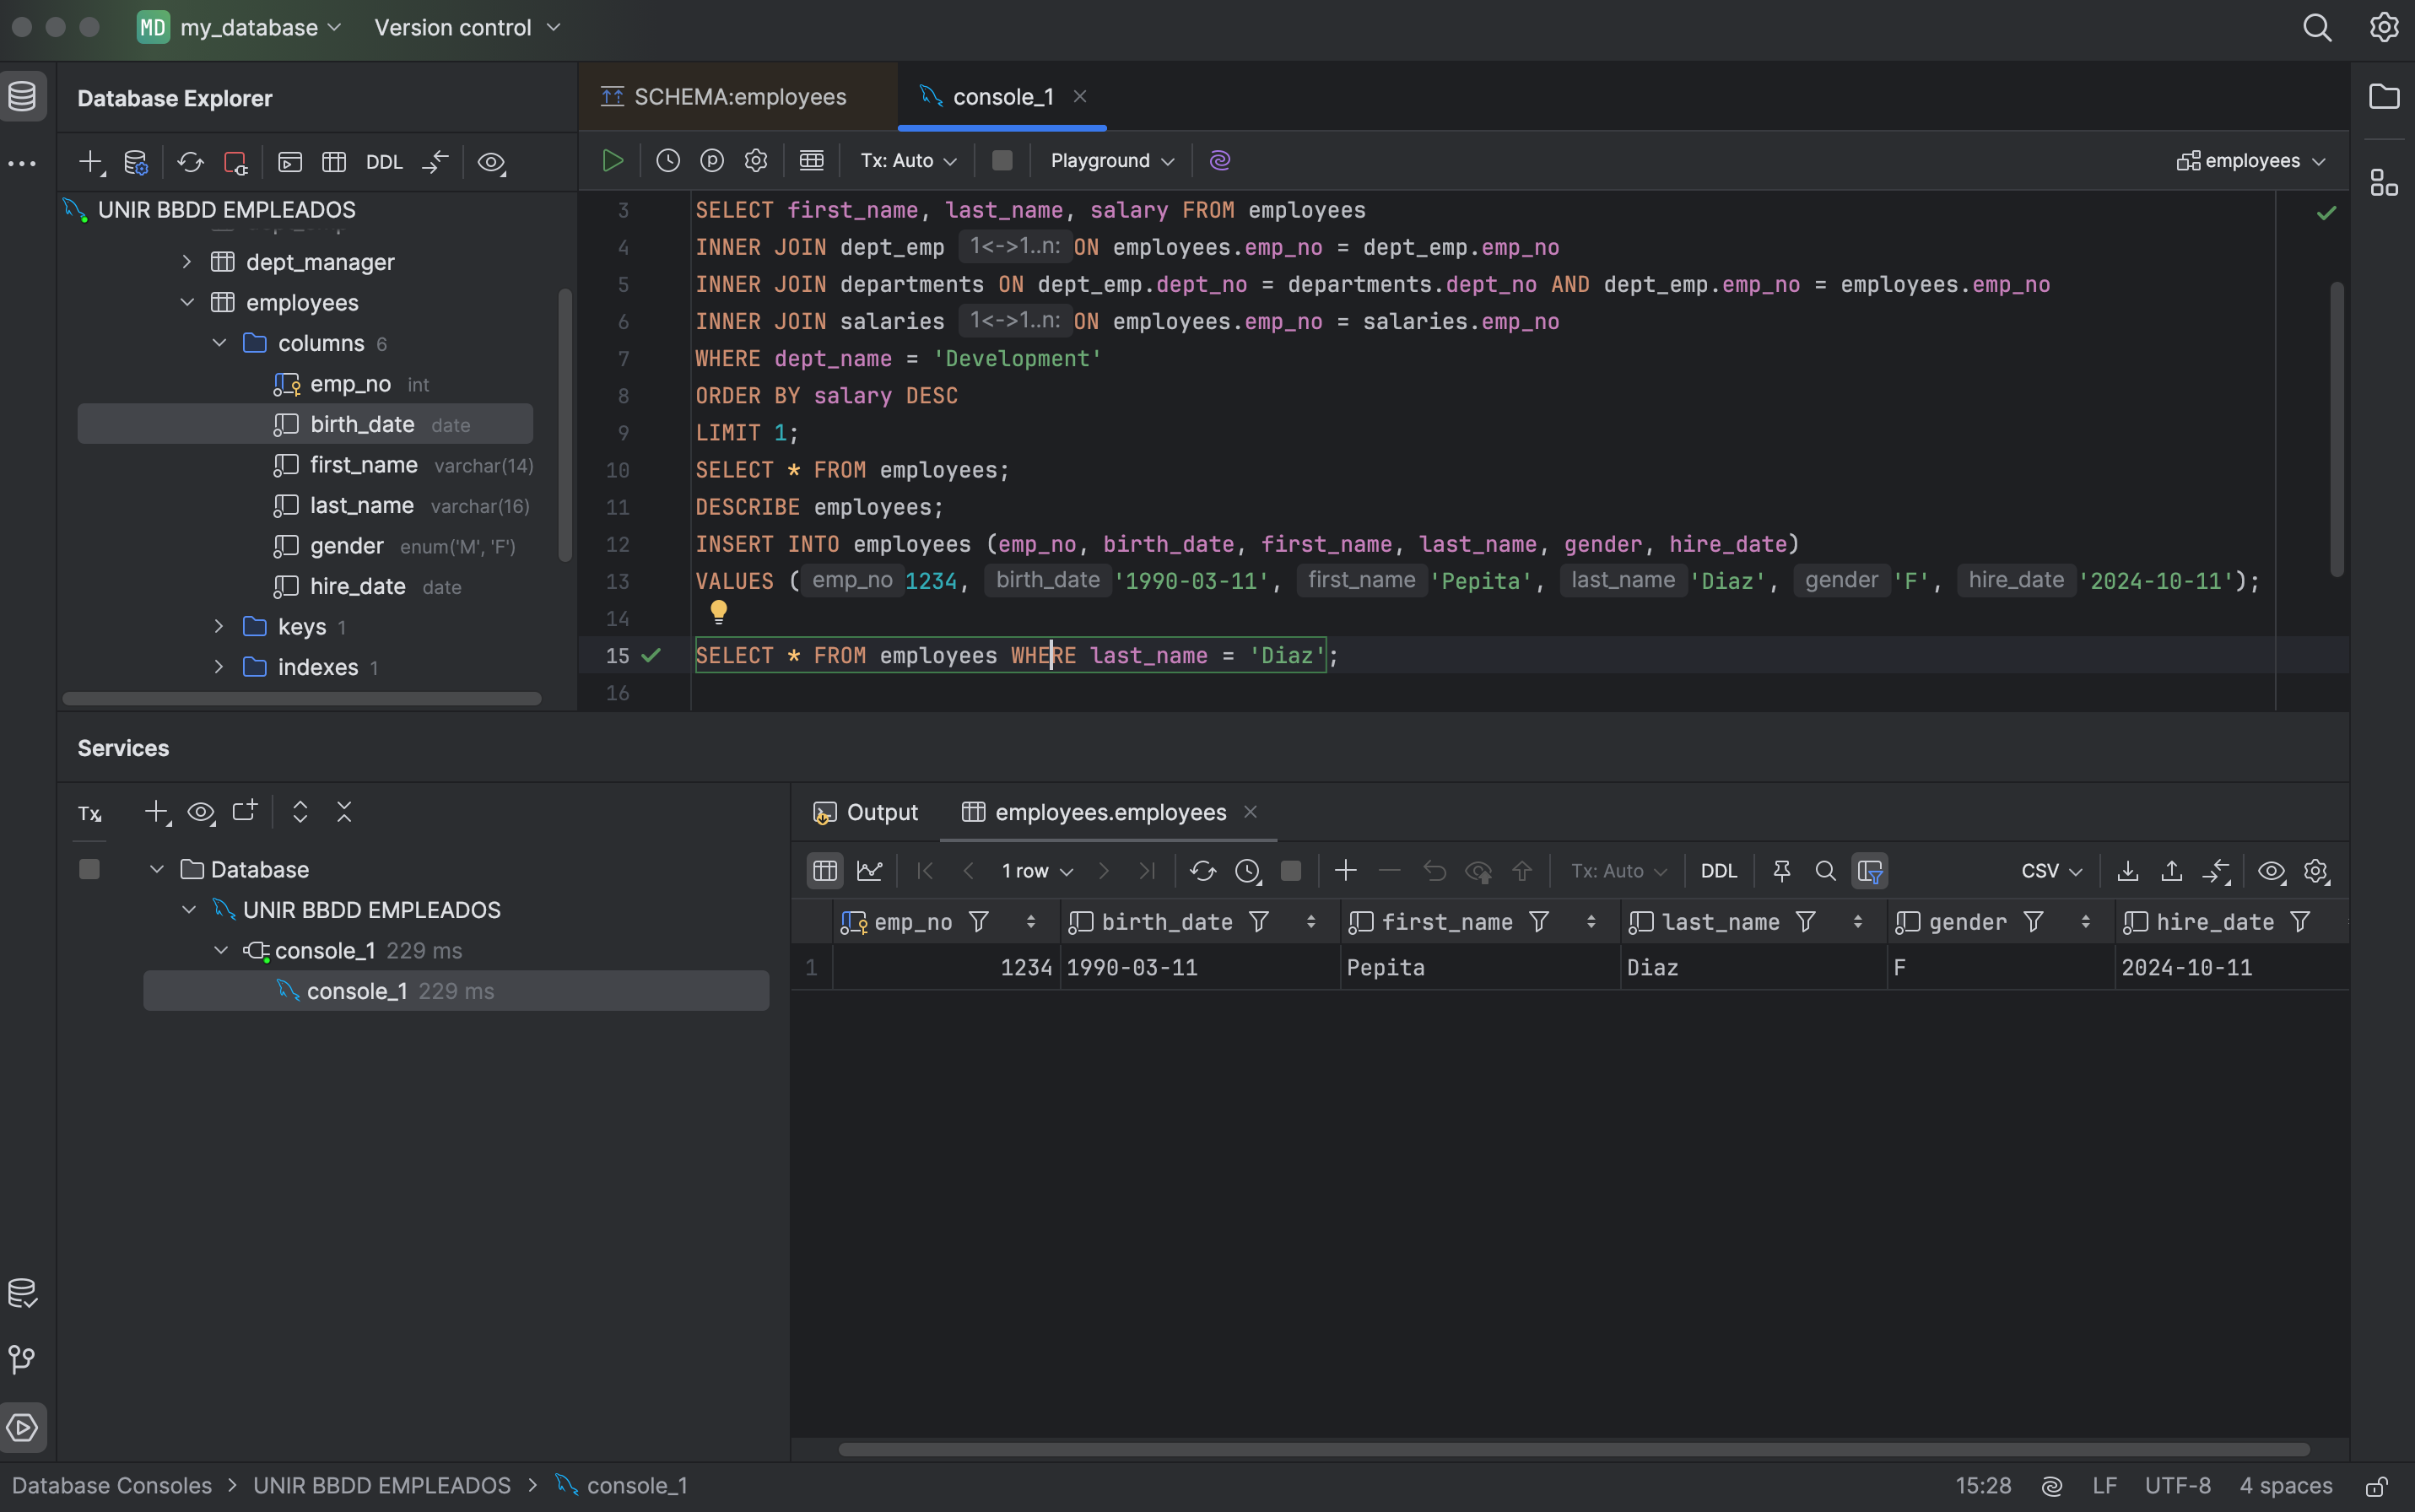 MD my_database Version control
Database Explorer
SCHEMA:employees console_1
DDL
Tx: Auto Playground employees
UNIR BBDD EMPLEADOS
dept_manager
employees
columns 6
emp_no int
birth_date date
first_name varchar(14)
last_name varchar(16)
gender enum('M', 'F')
hire_date date
keys 1
indexes 1
3 SELECT first_name, last_name, salary FROM employees
4 INNER JOIN dept_emp 1<->1..n: ON employees.emp_no = dept_emp.emp_no
5 INNER JOIN departments ON dept_emp.dept_no = departments.dept_no AND dept_emp.emp_no = employees.emp_no
6 INNER JOIN salaries 1<->1..n: ON employees.emp_no = salaries.emp_no
7 WHERE dept_name = 'Development'
8 ORDER BY salary DESC
9 LIMIT 1;
10 SELECT * FROM employees;
11 DESCRIBE employees;
12 INSERT INTO employees (emp_no, birth_date, first_name, last_name, gender, hire_date)
13 VALUES ( emp_no 1234, birth_date '1990-03-11', first_name 'Pepita', last_name 'Diaz', gender 'F', hire_date '2024-10-11');
14
15 SELECT * FROM employees WHERE last_name = 'Diaz';
16
Services
Tx
Database
UNIR BBDD EMPLEADOS
console_1 229 ms
console_1 229 ms
Output employees.employees
1 row Tx: Auto DDL CSV
emp_no birth_date first_name last_name gender hire_date
1 1234 1990-03-11 Pepita Diaz F 2024-10-11
Database Consoles > UNIR BBDD EMPLEADOS > console_1
15:28 LF UTF-8 4 spaces